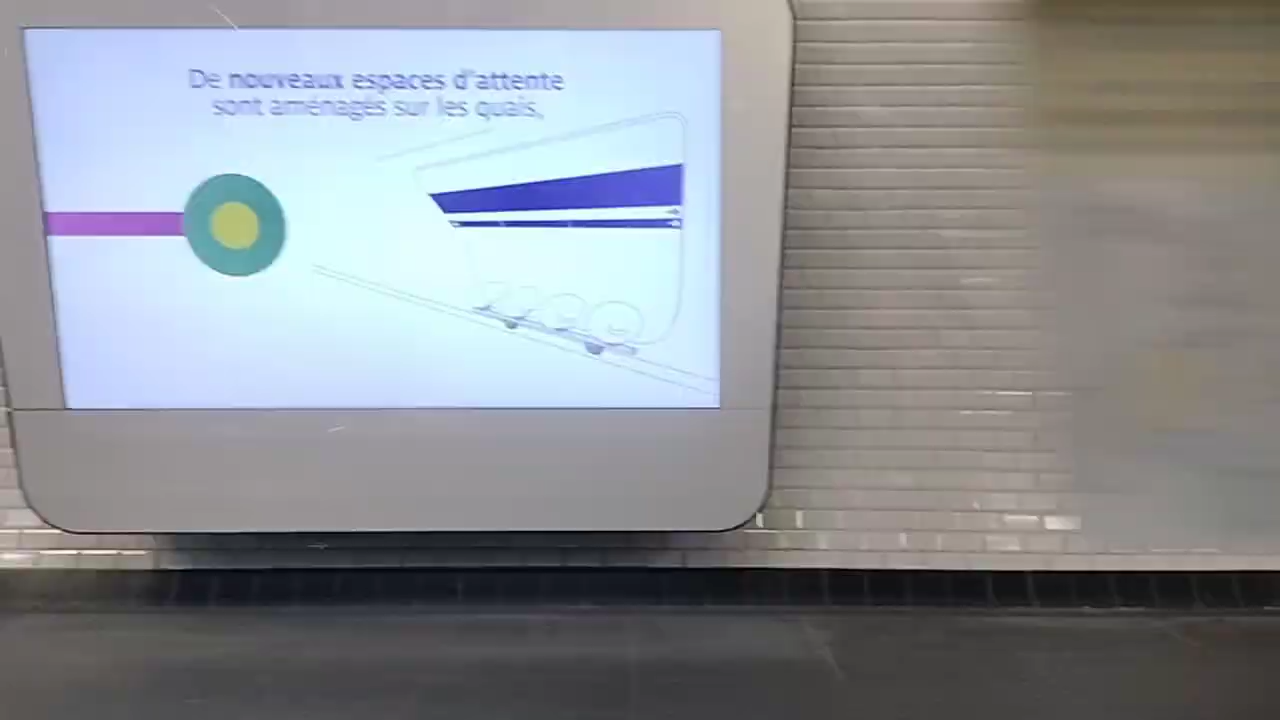 De nouveaux espaces d'attente
sont aménagés sur les quais,